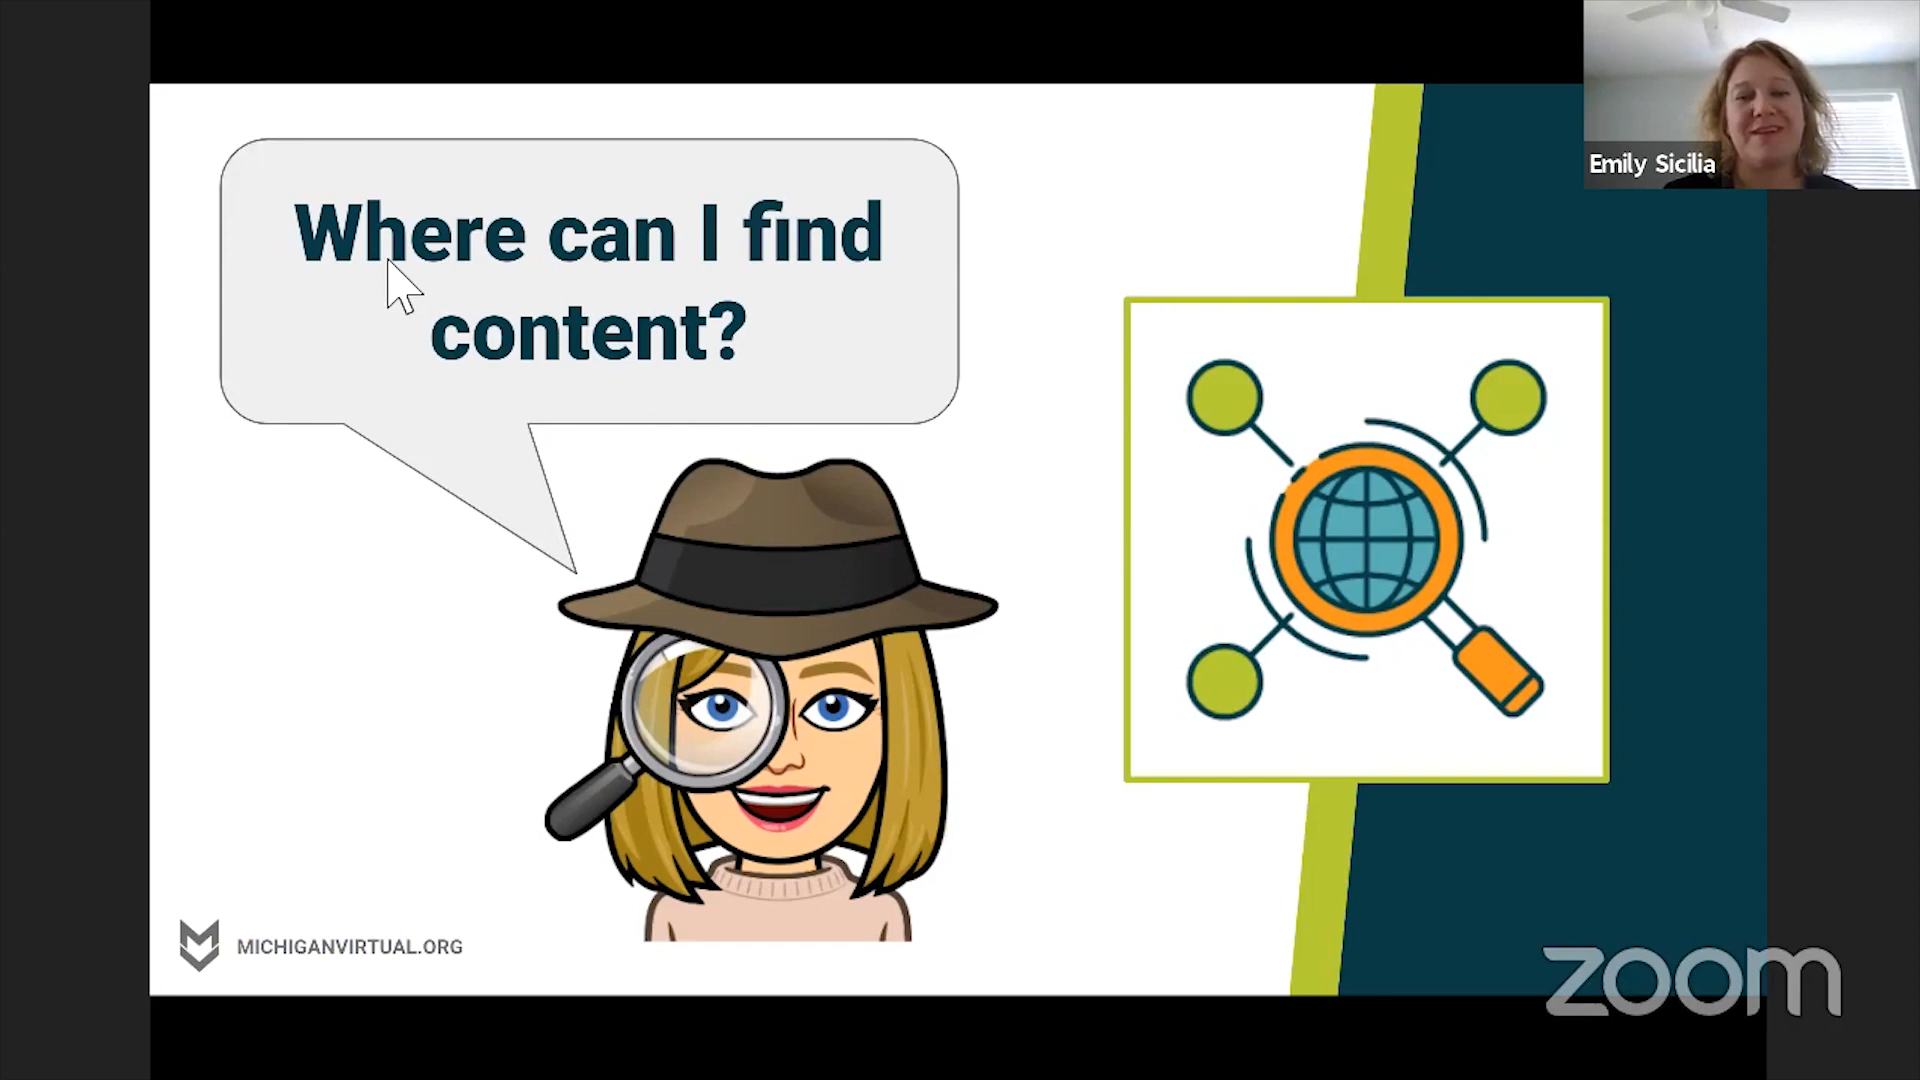 Where can I find
content?
Emily Sicilia
MICHIGANVIRTUAL.ORG
zoom